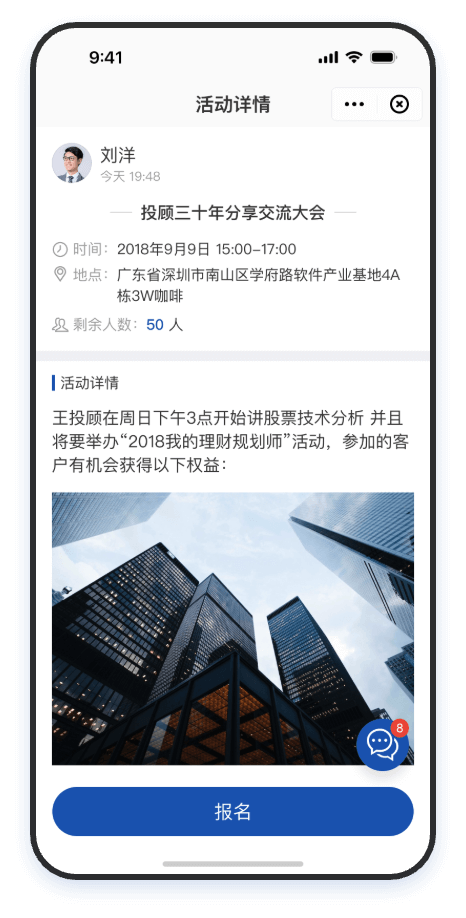 9:41
活动详情
刘洋
今天 19:48
投顾三十年分享交流大会
时间：2018年9月9日 15:00-17:00
地点：广东省深圳市南山区学府路软件产业基地4A
栋3W咖啡
剩余人数：50 人
活动详情
王投顾在周日下午3点开始讲股票技术分析 并且
将要举办“2018我的理财规划师”活动，参加的客
户有机会获得以下权益：
8
报名